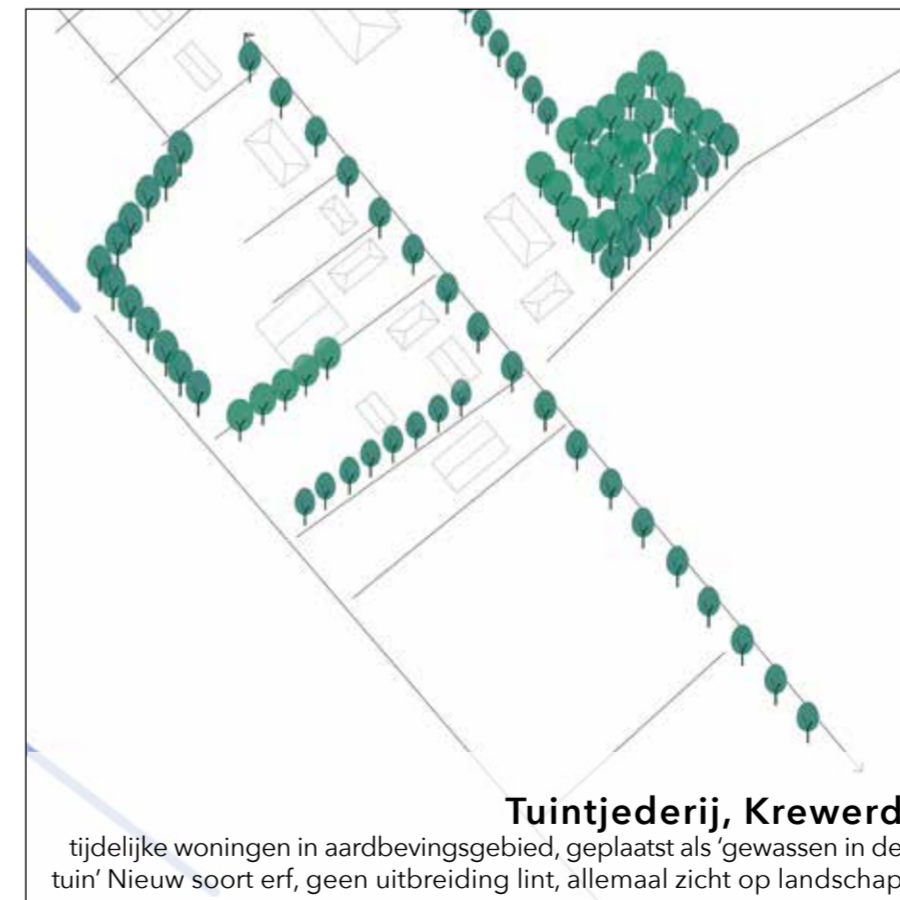 Tuintjederij, Krewerd
tijdelijke woningen in aardbevingsgebied, geplaatst als ‘gewassen in de
tuin’ Nieuw soort erf, geen uitbreiding lint, allemaal zicht op landschap